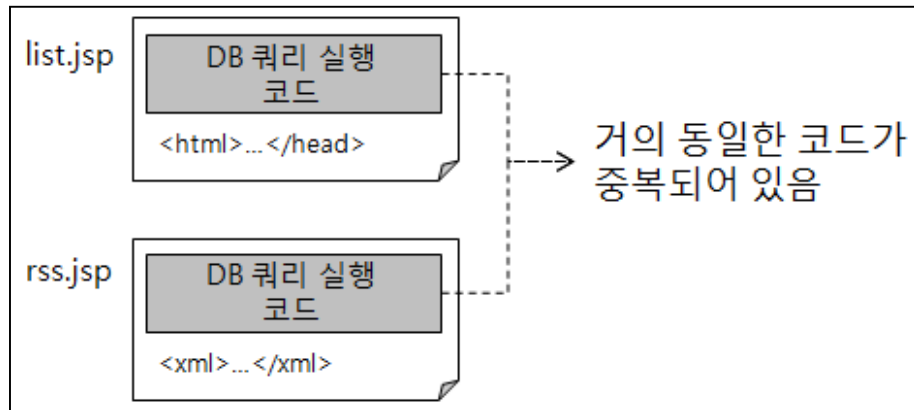 list.jsp
DB 쿼리 실행
코드
<html>...</head>
거의 동일한 코드가
중복되어 있음
rss.jsp
DB 쿼리 실행
코드
<xml>...</xml>